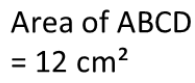 Area of ABCD
= 12 cm²